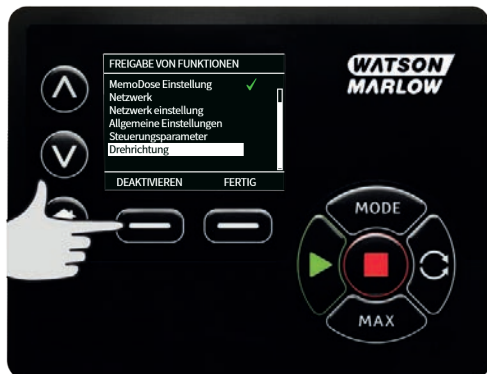 FREIGABE VON FUNKTIONEN
MemoDose Einstellung
Netzwerk
Netzwerk einstellung
Allgemeine Einstellungen
Steuerungsparameter
Drehrichtung
DEAKTIVIEREN FERTIG
WATSON
MARLOW
MODE
MAX